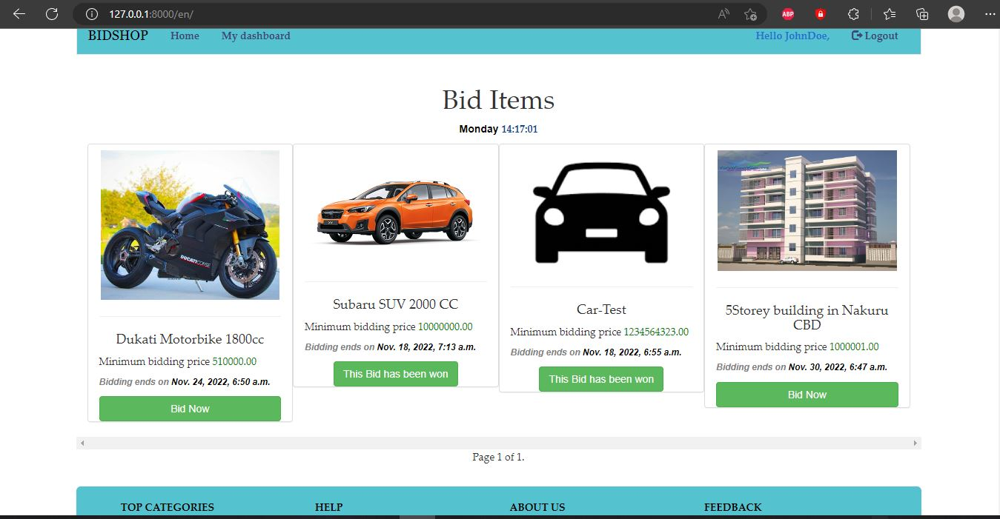 127.0.0.1:8000/en/
ABP
BIDSHOP
Home
My dashboard
Hello JohnDoe,
Logout
Bid Items
Monday 14:17:01
DUCATICORSE
Dukati Motorbike 1800cc
Minimum bidding price 510000.00
Bidding ends on Nov. 24, 2022, 6:50 a.m.
Bid Now
XV
Subaru SUV 2000 CC
Minimum bidding price 10000000.00
Bidding ends on Nov. 18, 2022, 7:13 a.m.
This Bid has been won
Car-Test
Minimum bidding price 1234564323.00
Bidding ends on Nov. 18, 2022, 6:55 a.m.
This Bid has been won
5Storey building in Nakuru
CBD
Minimum bidding price 1000001.00
Bidding ends on Nov. 30, 2022, 6:47 a.m.
Bid Now
Page 1 of 1.
TOP CATEGORIES
HELP
ABOUT US
FEEDBACK